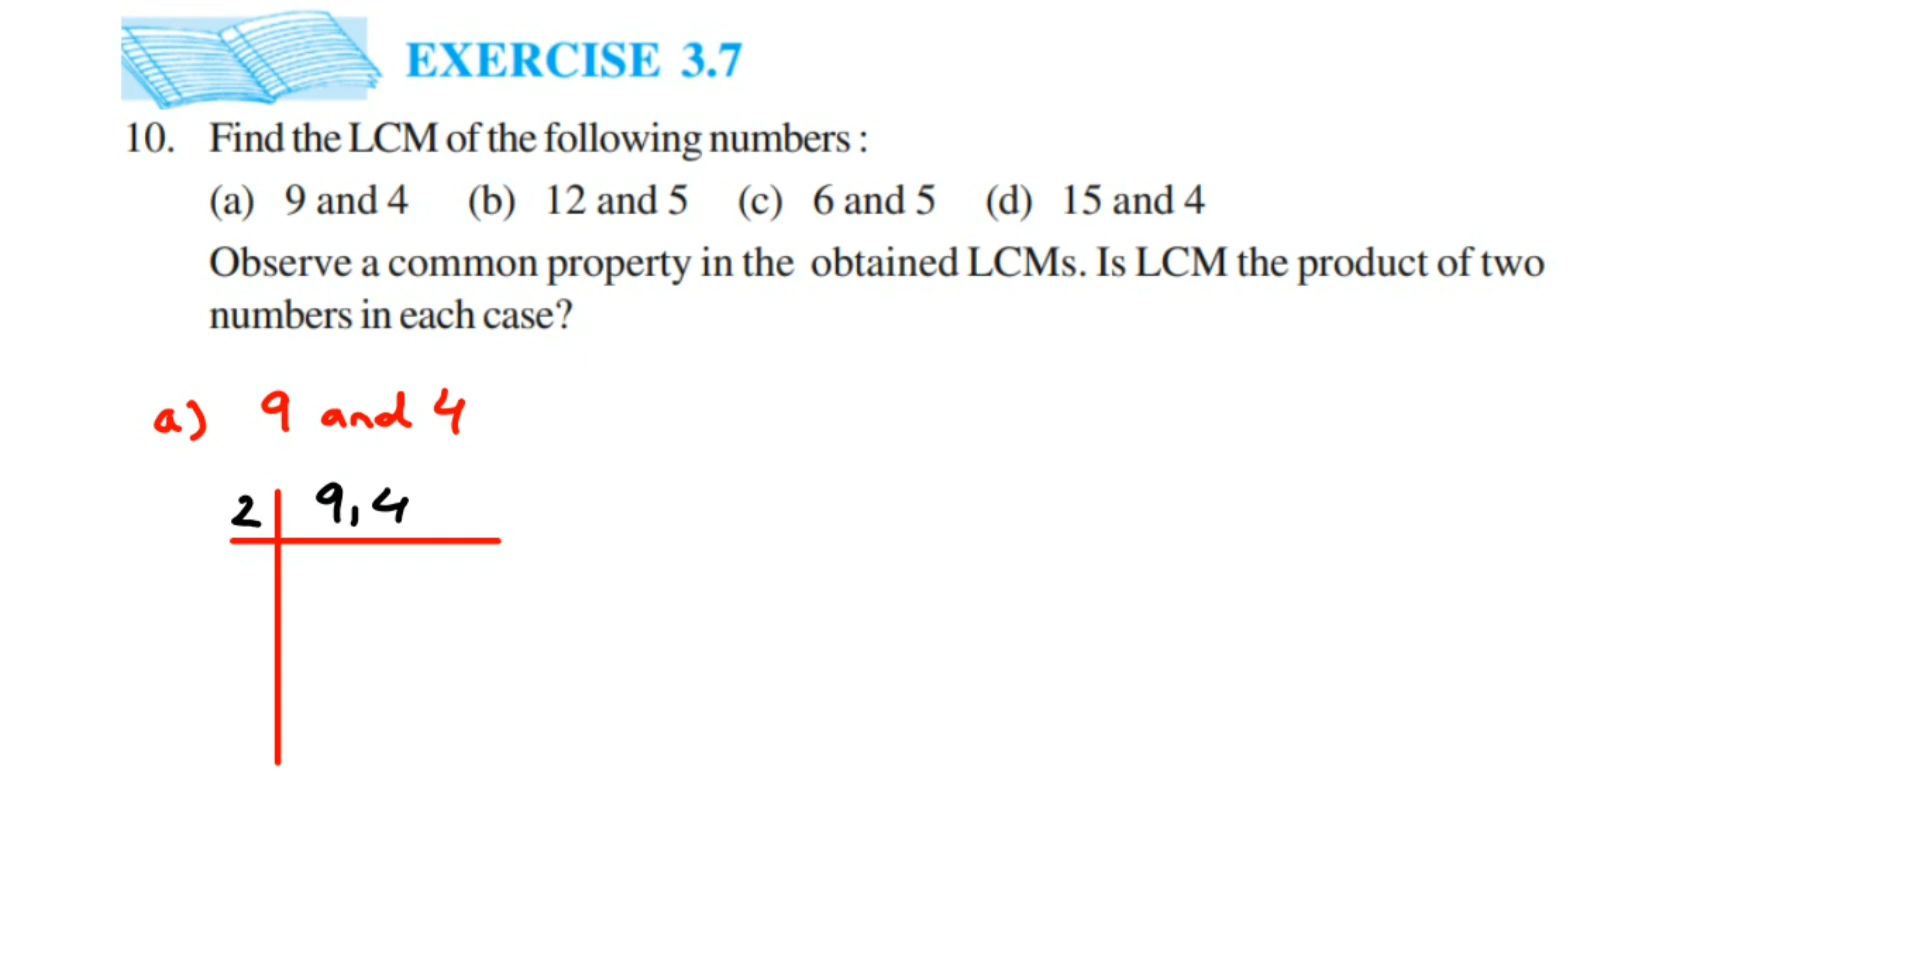 EXERCISE 3.7
10. Find the LCM of the following numbers :
(a) 9 and 4 (b) 12 and 5 (c) 6 and 5 (d) 15 and 4
Observe a common property in the obtained LCMs. Is LCM the product of two
numbers in each case?
a) 9 and 4
2 9,4